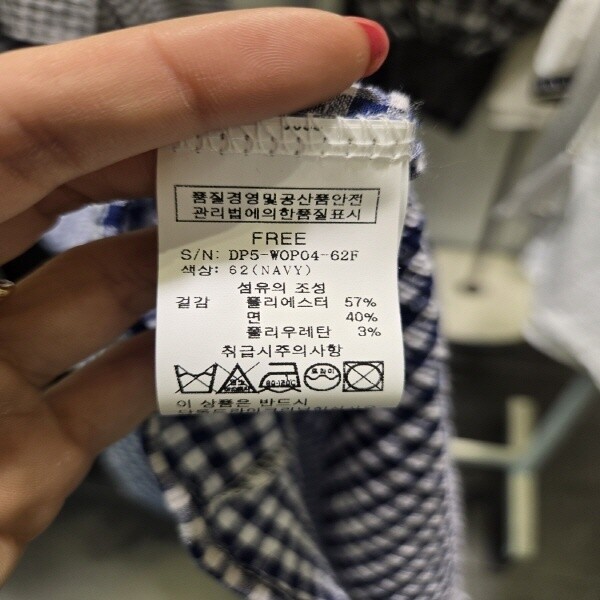 품질경영및공산품안전
관리법에의한품질표시
FREE
S/N: DP5-WOP04-62F
색상: 62(NAVY)
섬유의 조성
겉감 폴리에스터 57%
면 40%
폴리우레탄 3%
취급시주의사항
이 상품은 반드시